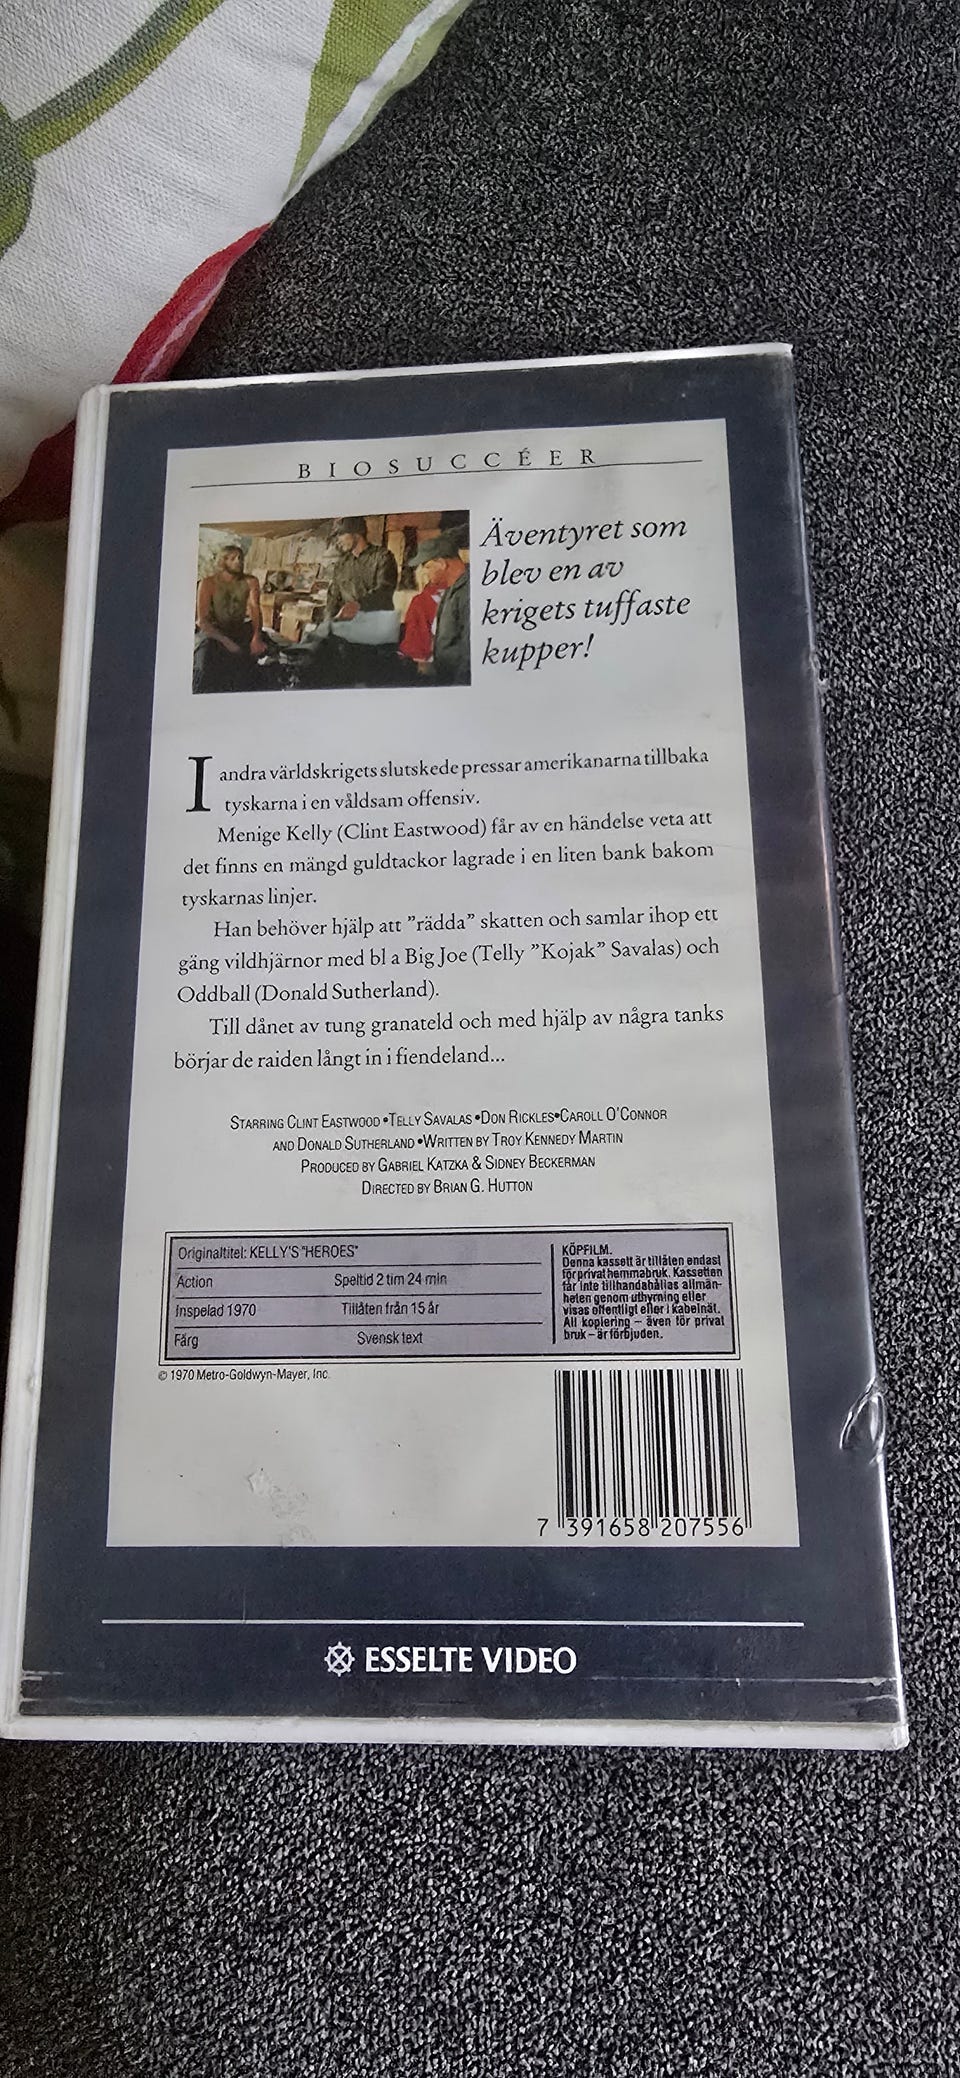 BIOSUCCÉER
Äventyret som
blev en av
krigets tuffaste
kupper!
I andra världskrigets slutskede pressar amerikanarna tillbaka
tyskarna i en våldsam offensiv.
Menige Kelly (Clint Eastwood) får av en händelse veta att
det finns en mängd guldtackor lagrade i en liten bank bakom
tyskarnas linjer.
Han behöver hjälp att ”rädda” skatten och samlar ihop ett
gäng vildhjärnor med bl a Big Joe (Telly ”Kojak” Savalas) och
Oddball (Donald Sutherland).
Till dånet av tung granateld och med hjälp av några tanks
börjar de raiden långt in i fiendeland...
STARRING CLINT EASTWOOD•TELLY SAVALAS•DON RICKLES•CAROLL O'CONNOR
AND DONALD SUTHERLAND•WRITTEN BY TROY KENNEDY MARTIN
PRODUCED BY GABRIEL KATZKA & SIDNEY BECKERMAN
DIRECTED BY BRIAN G. HUTTON
Originaltitel: KELLY'S "HEROES"
Action Speltid 2 tim 24 min
Inspelad 1970 Tillåten från 15 år
Färg Svensk text
KÖPFILM.
Denna kassett är tillåten endast
för privat hemmabruk. Kassetten
får inte tillhandahållas allmän-
heten genom uthyrning eller
visas offentligt eller i kabelnät.
All kopiering – även för privat
bruk – är förbjuden.
© 1970 Metro-Goldwyn-Mayer, Inc.
7 391658 207556
ESSELTE VIDEO